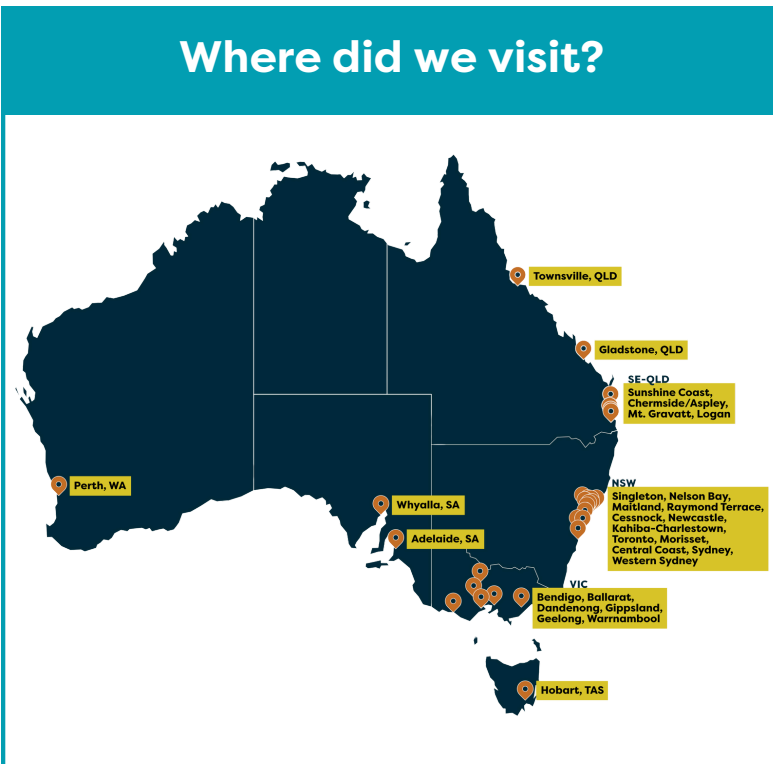 Where did we visit?
Townsville, QLD
Gladstone, QLD
SE-QLD
Sunshine Coast,
Chermside/Aspley,
Mt. Gravatt, Logan
Perth, WA
NSW
Singleton, Nelson Bay,
Maitland, Raymond Terrace,
Cessnock, Newcastle,
Kahiba-Charlestown,
Toronto, Morisset,
Central Coast, Sydney,
Western Sydney
Whyalla, SA
Adelaide, SA
VIC
Bendigo, Ballarat,
Dandenong, Gippsland,
Geelong, Warrnambool
Hobart, TAS